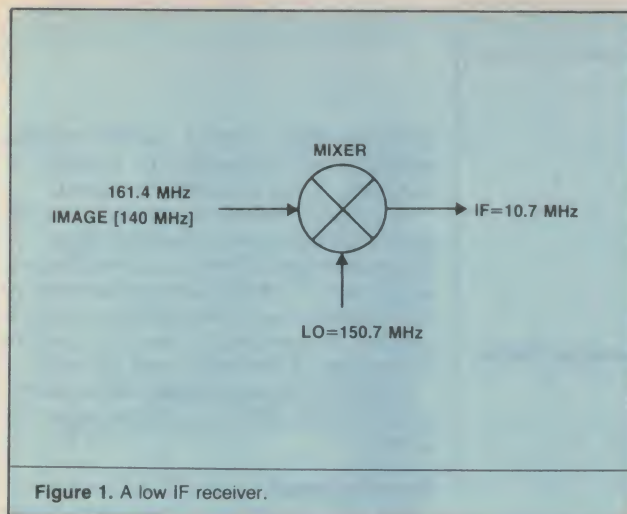 MIXER
161.4 MHz
IMAGE [140 MHz]
IF=10.7 MHz
LO=150.7 MHz
Figure 1. A low IF receiver.